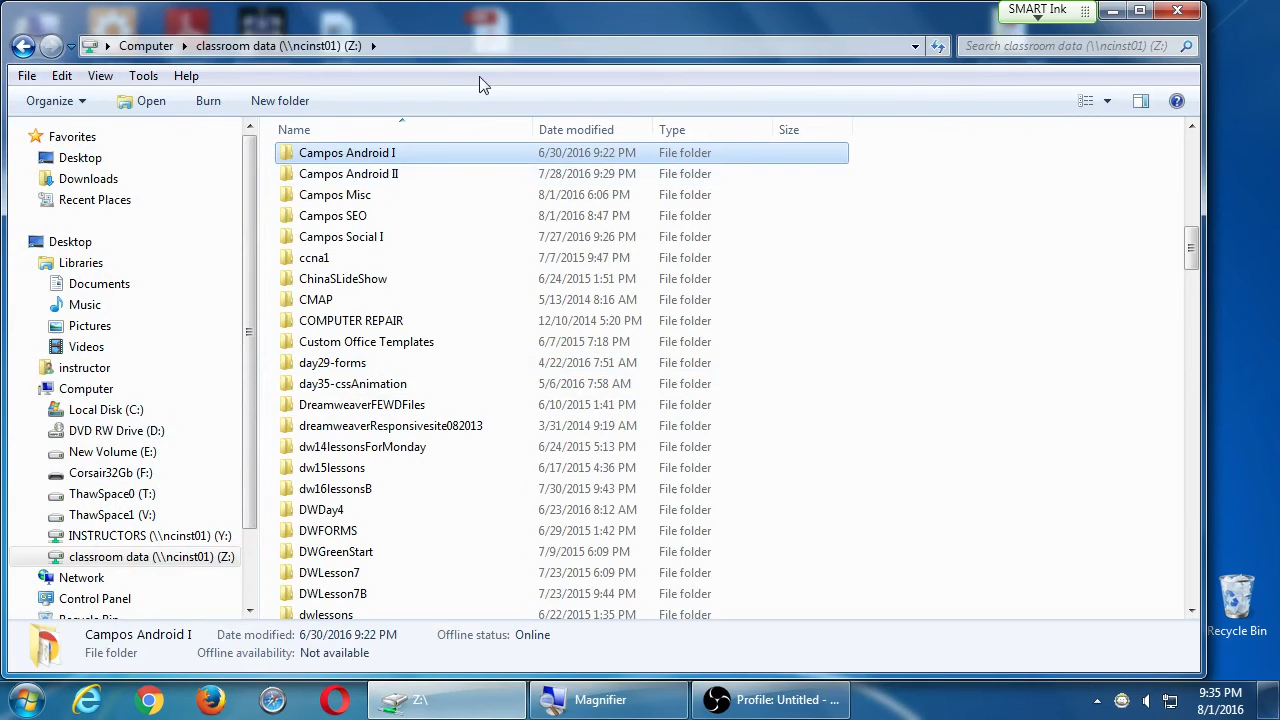 SMART Ink
Computer classroom data (\\ncinst01) (Z:)
Search classroom data (\\ncinst01) (Z:)
File Edit View Tools Help
Organize Open Burn New folder
Favorites
Desktop
Downloads
Recent Places
Desktop
Libraries
Documents
Music
Pictures
Videos
instructor
Computer
Local Disk (C:)
DVD RW Drive (D:)
New Volume (E:)
Corsair32Gb (F:)
ThawSpace0 (T:)
ThawSpace1 (V:)
INSTRUCTORS (\\ncinst01) (Y:)
classroom data (\\ncinst01) (Z:)
Network
Control Panel
Recycle Bin
Name Date modified Type Size
Campos Android I 6/30/2016 9:22 PM File folder
Campos Android II 7/28/2016 9:29 PM File folder
Campos Misc 8/1/2016 6:06 PM File folder
Campos SEO 8/1/2016 8:47 PM File folder
Campos Social I 7/27/2016 9:26 PM File folder
ccna1 7/7/2015 9:47 PM File folder
ChinaSLideShow 6/24/2015 1:51 PM File folder
CMAP 5/13/2014 8:16 AM File folder
COMPUTER REPAIR 12/10/2014 5:20 PM File folder
Custom Office Templates 6/7/2015 7:18 PM File folder
day29-forms 4/22/2016 7:51 AM File folder
day35-cssAnimation 5/6/2016 7:58 AM File folder
DreamweaverFEWDFiles 6/10/2015 1:41 PM File folder
dreamweaverResponsivesite082013 3/31/2014 9:19 AM File folder
dw14lessonsForMonday 6/24/2015 5:13 PM File folder
dw15lessons 6/17/2015 4:36 PM File folder
dw16lessonsB 7/30/2015 9:43 PM File folder
DWDay4 6/23/2016 8:12 AM File folder
DWFORMS 6/29/2015 1:42 PM File folder
DWGreenStart 7/9/2015 6:09 PM File folder
DWLesson7 7/23/2015 6:09 PM File folder
DWLesson7B 7/23/2015 9:44 PM File folder
dwlessons 6/22/2015 1:35 PM File folder
Campos Android I Date modified: 6/30/2016 9:22 PM Offline status: Online
File folder Offline availability: Not available
Recycle Bin
Z:\ Magnifier Profile: Untitled - ...
9:35 PM
8/1/2016